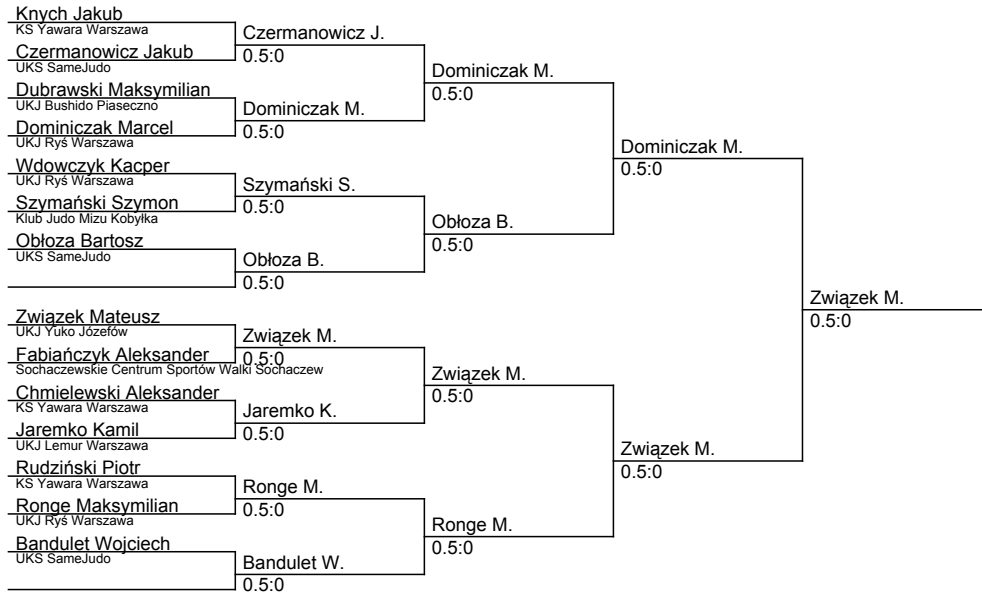 Knych Jakub
KS Yawara Warszawa
Czermanowicz J.
0.5:0
Czermanowicz Jakub
UKS SameJudo
Dominiczak M.
0.5:0
Dubrawski Maksymilian
UKJ Bushido Piaseczno
Dominiczak M.
0.5:0
Dominiczak Marcel
UKJ Ryś Warszawa
Dominiczak M.
0.5:0
Wdowczyk Kacper
UKJ Ryś Warszawa
Szymański S.
0.5:0
Szymański Szymon
Klub Judo Mizu Kobyłka
Obłoza B.
0.5:0
Obłoza Bartosz
UKS SameJudo
Obłoza B.
0.5:0
Związek M.
0.5:0
Związek Mateusz
UKJ Yuko Józefów
Związek M.
0.5:0
Fabiańczyk Aleksander
Sochaczewskie Centrum Sportów Walki Sochaczew
Związek M.
0.5:0
Chmielewski Aleksander
KS Yawara Warszawa
Jaremko K.
0.5:0
Jaremko Kamil
UKJ Lemur Warszawa
Związek M.
0.5:0
Rudziński Piotr
KS Yawara Warszawa
Ronge M.
0.5:0
Ronge Maksymilian
UKJ Ryś Warszawa
Ronge M.
0.5:0
Bandulet Wojciech
UKS SameJudo
Bandulet W.
0.5:0